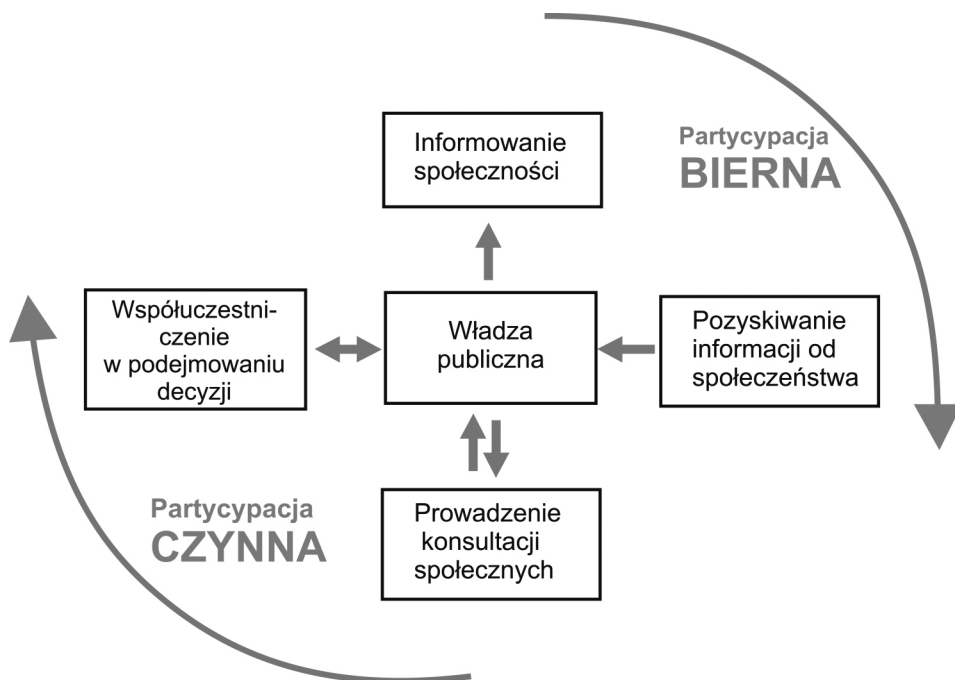 Informowanie
społeczności
Partycypacja
BIERNA
Współuczestni-
czenie
w podejmowaniu
decyzji
Władza
publiczna
Pozyskiwanie
informacji od
społeczeństwa
Partycypacja
CZYNNA
Prowadzenie
konsultacji
społecznych